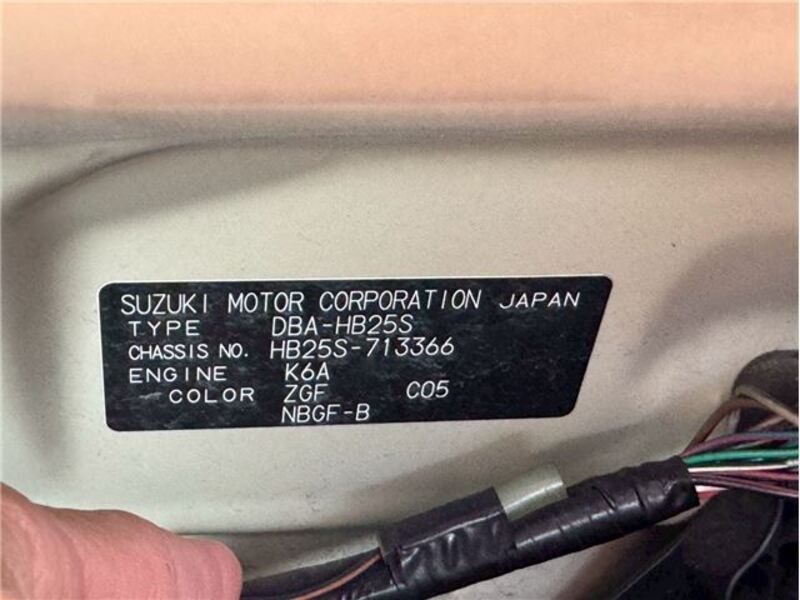 SUZUKI MOTOR CORPORATION JAPAN
TYPE DBA-HB25S
CHASSIS NO. HB25S-713366
ENGINE K6A
COLOR ZGF C05
NBGF-B